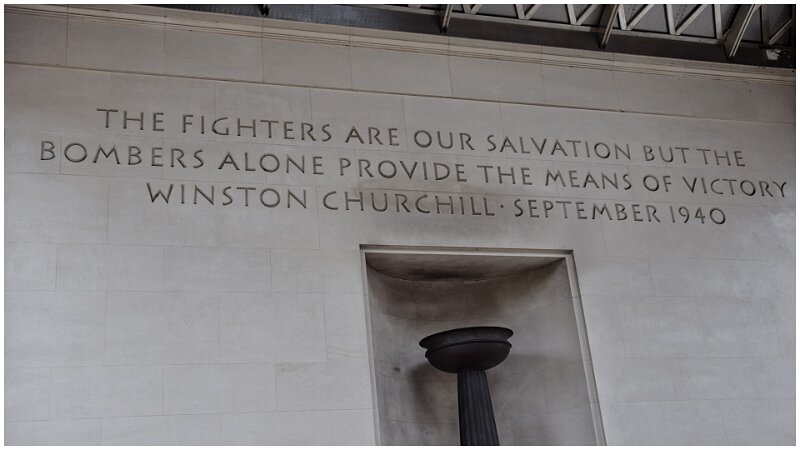 THE FIGHTERS ARE OUR SALVATION BUT THE
BOMBERS ALONE PROVIDE THE MEANS OF VICTORY
WINSTON CHURCHILL · SEPTEMBER 1940